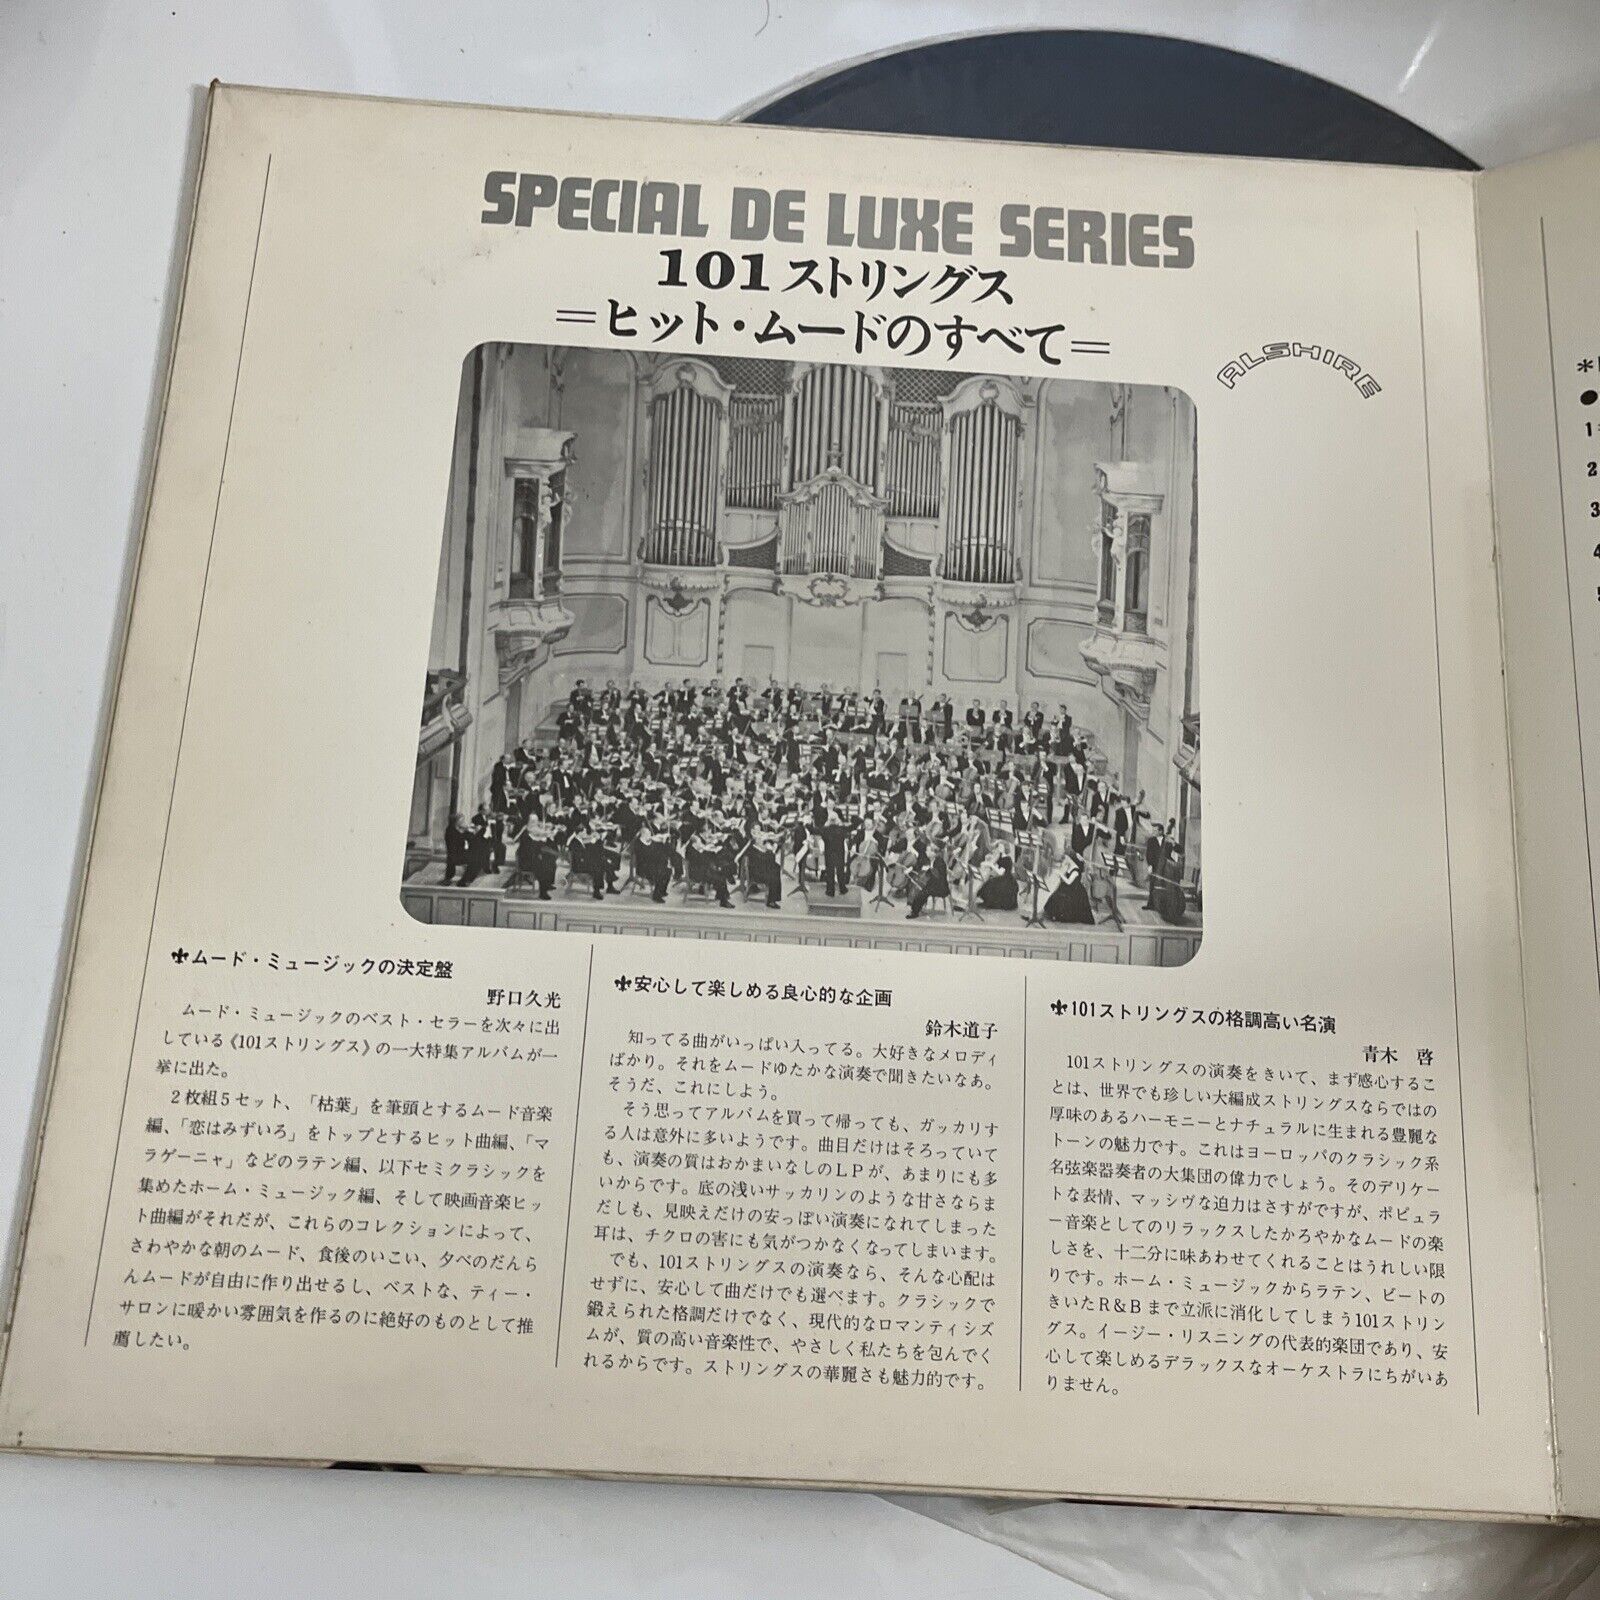 SPECIAL DE LUXE SERIES
101ストリングス
=ヒット・ムードのすべて=
ALSHIRE
⚜ムード・ミュージックの決定盤
野口久光
ムード・ミュージックのベスト・セラーを次々に出
している《101ストリングス》の一大特集アルバムが一
挙に出た。
2枚組5セット、「枯葉」を筆頭とするムード音楽
編、「恋はみずいろ」をトップとするヒット曲編、「マ
ラゲーニャ」などのラテン編、以下セミクラシックを
集めたホーム・ミュージック編、そして映画音楽ヒッ
ト曲編がそれだが、これらのコレクションによって、
さわやかな朝のムード、食後のいこい、夕べのだんら
んムードが自由に作り出せるし、ベストな、ティー・
サロンに暖かい雰囲気を作るのに絶好のものとして推
薦したい。
⚜安心して楽しめる良心的な企画
鈴木道子
知ってる曲がいっぱい入ってる。大好きなメロディ
ばかり。それをムードゆたかな演奏で聞きたいなあ。
そうだ、これにしよう。
そう思ってアルバムを買って帰っても、ガッカリす
る人は意外に多いようです。曲目だけはそろっていて
も、演奏の質はおかまいなしのLPが、あまりにも多
いからです。底の浅いサッカリンのような甘さならま
だしも、見映えだけの安っぽい演奏になれてしまった
耳は、チクロの害にも気がつかなくなってしまいます。
でも、101ストリングスの演奏なら、そんな心配は
せずに、安心して曲だけでも選べます。クラシックで
鍛えられた格調だけでなく、現代的なロマンティシズ
ムが、質の高い音楽性で、やさしく私たちを包んでく
れるからです。ストリングスの華麗さも魅力的です。
⚜101ストリングスの格調高い名演
青木 啓
101ストリングスの演奏をきいて、まず感心するこ
とは、世界でも珍しい大編成ストリングスならではの
厚味のあるハーモニーとナチュラルに生まれる豊麗な
トーンの魅力です。これはヨーロッパのクラシック系
名弦楽器奏者の大集団の偉力でしょう。そのデリケー
トな表情、マッシヴな迫力はさすがですが、ポピュラ
ー音楽としてのリラックスしたかろやかなムードの楽
しさを、十二分に味あわせてくれることはうれしい限
りです。ホーム・ミュージックからラテン、ビートの
きいたR&Bまで立派に消化してしまう101ストリン
グス。イージー・リスニングの代表的楽団であり、安
心して楽しめるデラックスなオーケストラにちがいあ
りません。
*
●
1
2
3
4